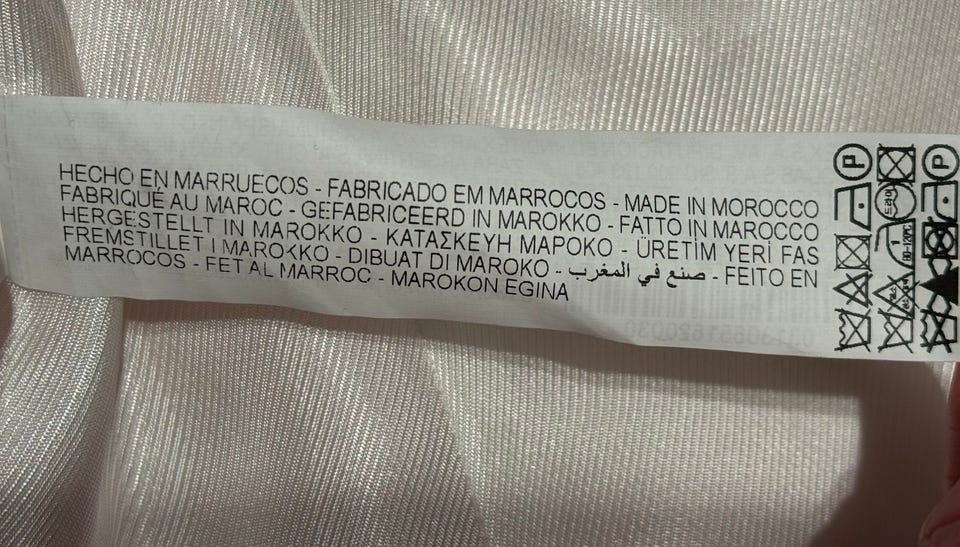 HECHO EN MARRUECOS - FABRICADO EM MARROCOS - MADE IN MOROCCO
FABRIQUÉ AU MAROC - GEFABRICEERD IN MAROKKO - FATTO IN MAROCCO
HERGESTELLT IN MAROKKO - ΚΑΤΑΣΚΕΥΗ ΜΑΡΟΚΟ - ÜRETİM YERİ FAS
FREMSTILLET I MAROKKO - DIBUAT DI MAROKO - صنع في المغرب - FEITO EN
MARROCOS - FET AL MARROC - MAROKON EGINA
P
P